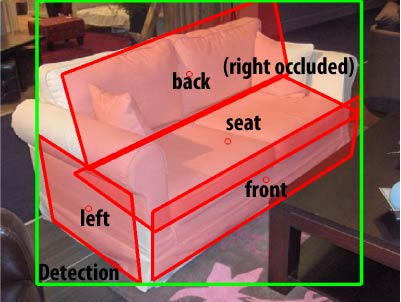 back
(right occluded)
seat
front
left
Detection